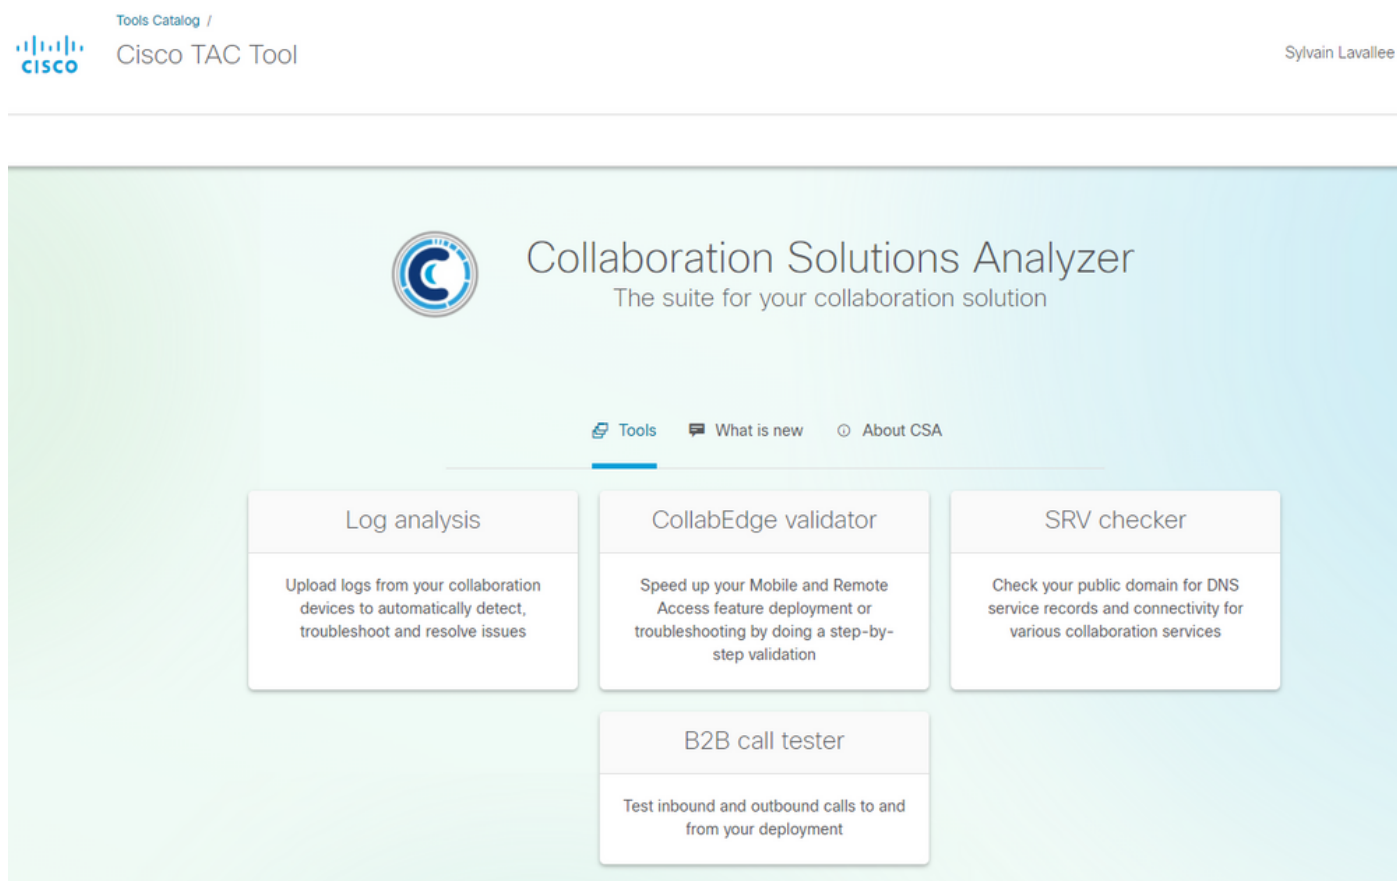 Tools Catalog /
CISCO
Cisco TAC Tool
Sylvain Lavallee
Collaboration Solutions Analyzer
The suite for your collaboration solution
Tools
What is new
About CSA
Log analysis
Upload logs from your collaboration
devices to automatically detect,
troubleshoot and resolve issues
CollabEdge validator
Speed up your Mobile and Remote
Access feature deployment or
troubleshooting by doing a step-by-
step validation
SRV checker
Check your public domain for DNS
service records and connectivity for
various collaboration services
B2B call tester
Test inbound and outbound calls to and
from your deployment